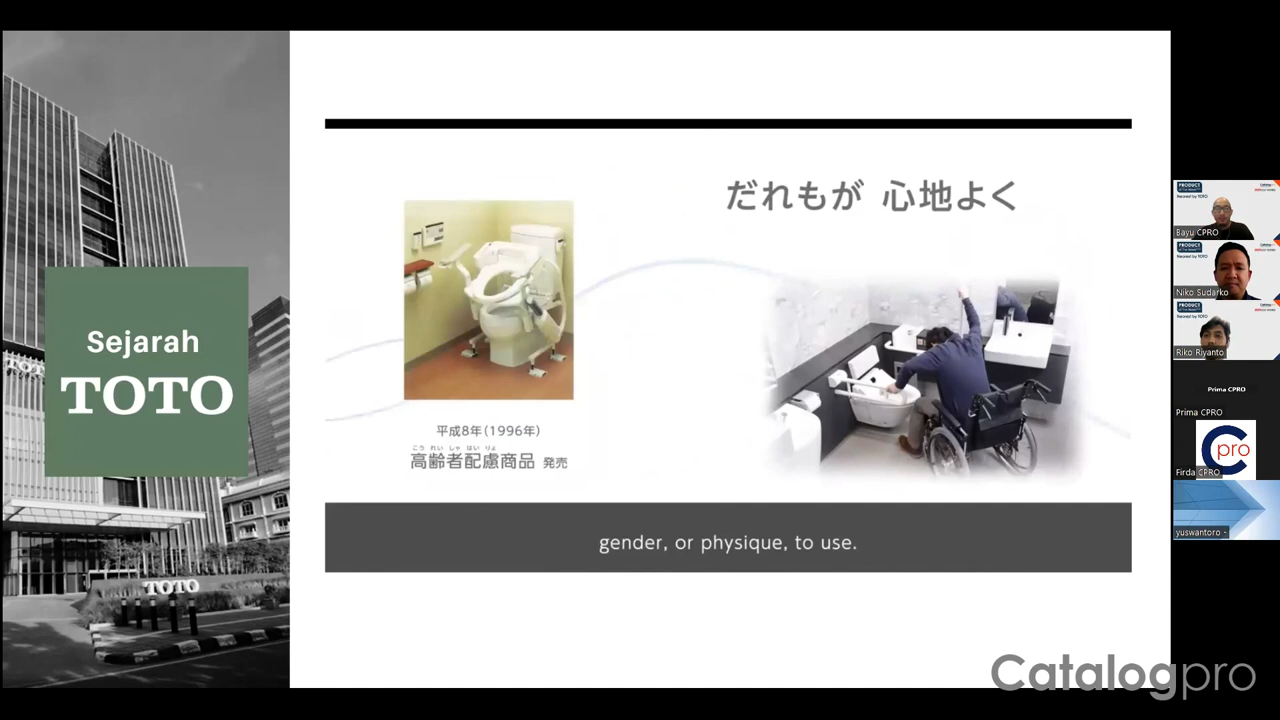 Sejarah
TOTO
TOTO
だれもが 心地よく
平成8年(1996年)
こう れい しゃ はい りょ
高齢者配慮商品 発売
gender, or physique, to use.
PRODUCT
Bayu CPRO
PRODUCT
Niko Sudarko
PRODUCT
Riko Riyanto
Prima CPRO
Prima CPRO
Cpro
Firda CPRO
yuswantoro -
Catalogpro